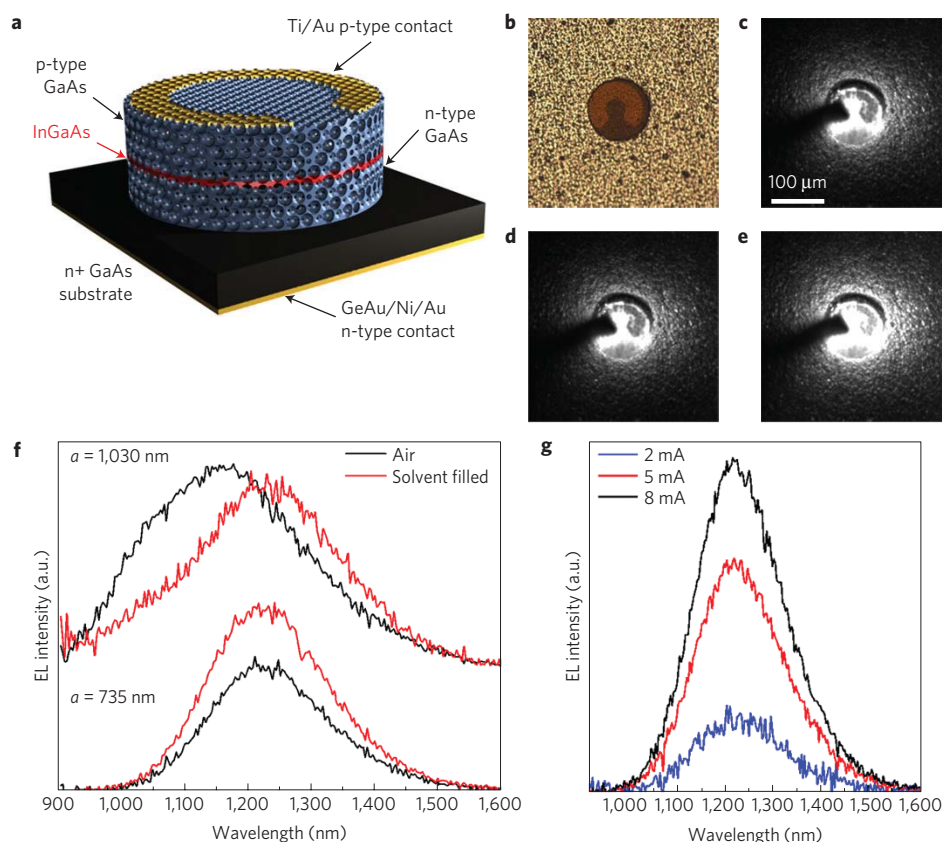 a
Ti/Au p-type contact
p-type
GaAs
InGaAs
n-type
GaAs
n+ GaAs
substrate
GeAu/Ni/Au
n-type contact
b
c
100 μm
d
e
f
a = 1,030 nm
Air
Solvent filled
a = 735 nm
EL intensity (a.u.)
900 1,000 1,100 1,200 1,300 1,400 1,500 1,600
Wavelength (nm)
g
2 mA
5 mA
8 mA
EL intensity (a.u.)
1,000 1,100 1,200 1,300 1,400 1,500 1,600
Wavelength (nm)